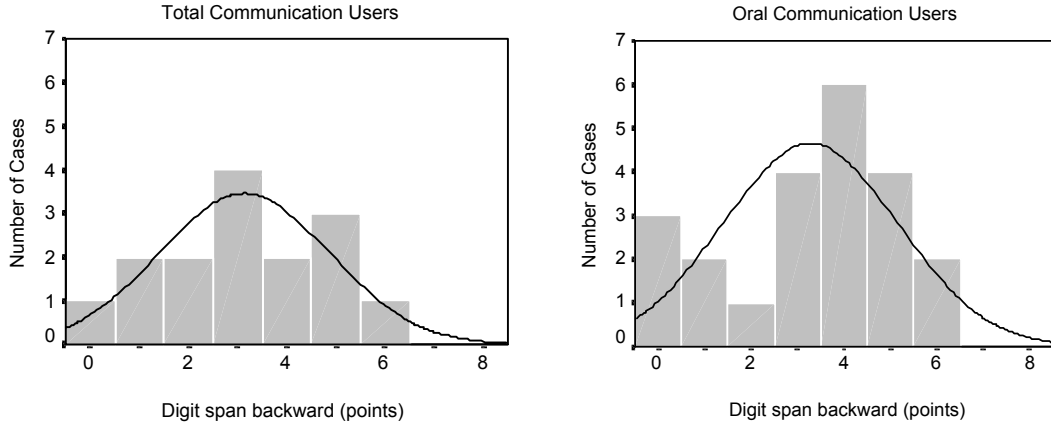 Total Communication Users
7
6
5
4
3
2
1
0
Number of Cases
0 2 4 6 8
Digit span backward (points)
Oral Communication Users
7
6
5
4
3
2
1
0
Number of Cases
0 2 4 6 8
Digit span backward (points)